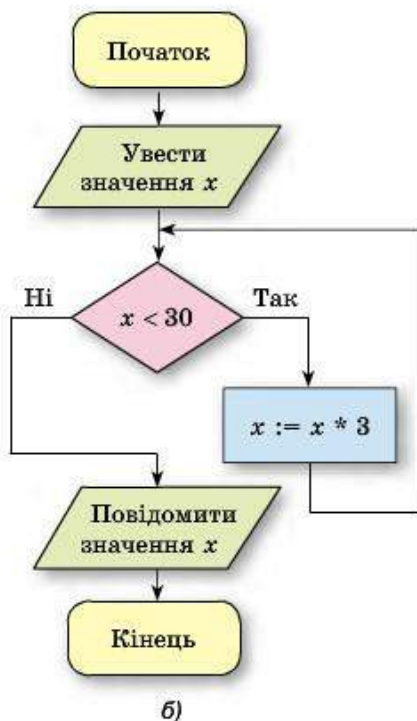 Початок
Увести
значення x
Ні
x < 30
Так
x := x * 3
Повідомити
значення x
Кінець
б)